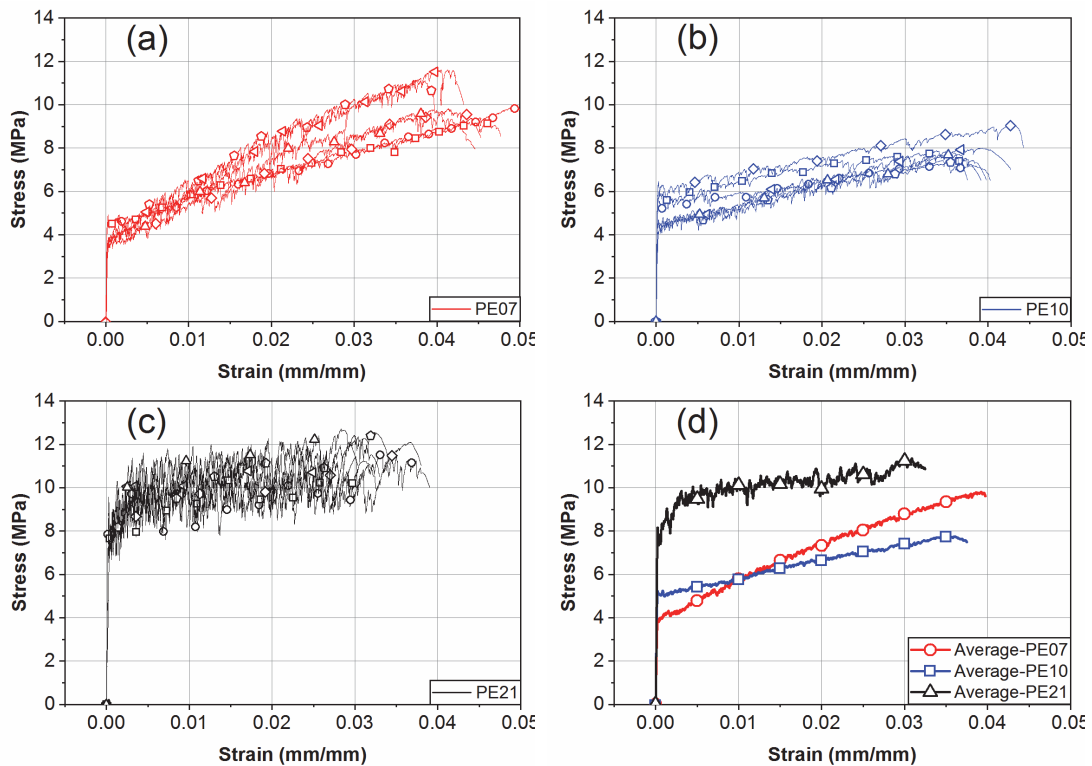 (a)
14
12
10
8
6
4
2
0
Stress (MPa)
PE07
0.00 0.01 0.02 0.03 0.04 0.05
Strain (mm/mm)
(b)
14
12
10
8
6
4
2
0
Stress (MPa)
PE10
0.00 0.01 0.02 0.03 0.04 0.05
Strain (mm/mm)
(c)
14
12
10
8
6
4
2
0
Stress (MPa)
PE21
0.00 0.01 0.02 0.03 0.04 0.05
Strain (mm/mm)
(d)
14
12
10
8
6
4
2
0
Stress (MPa)
Average-PE07
Average-PE10
Average-PE21
0.00 0.01 0.02 0.03 0.04 0.05
Strain (mm/mm)